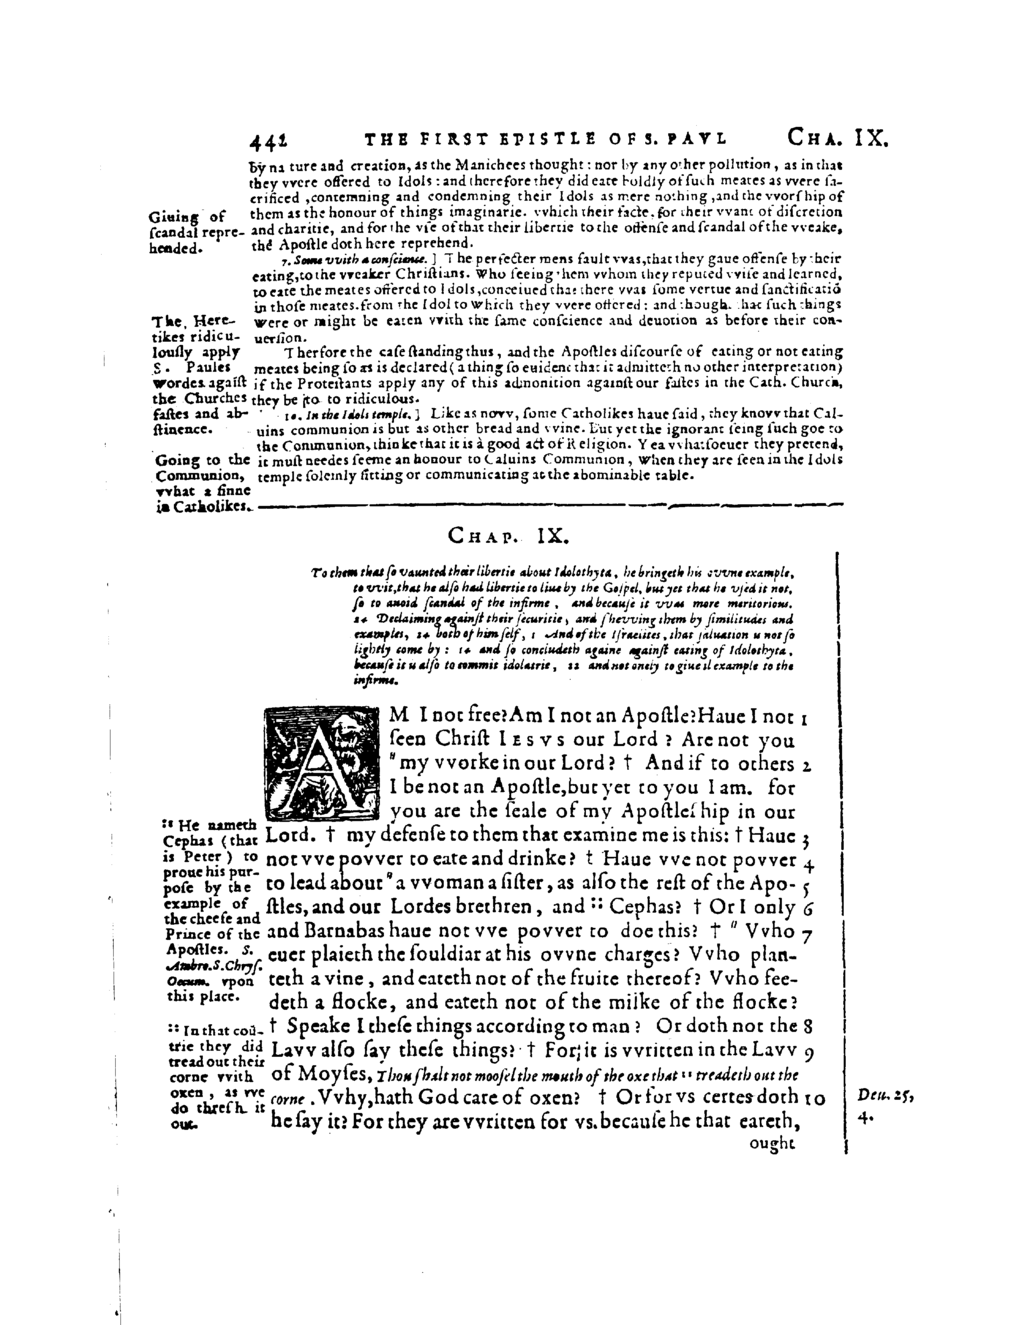 442 THE FIRST EPISTLE OF S. PAVL CHA. IX.
by nature and creation, as the Manichees thought : nor by any other pollution, as in that
they vvere offered to Idols : and therefore they did eate boldly of such meates as vvere sa-
crificed, contemning and condemning their Idols as mere nothing, and the vvorship of
them as the honour of things imaginarie. vvhich their facte, for their vvant of discretion
and charitie, and for the vse of that their libertie to the offense and scandal of the vveake,
the Apostle doth here reprehend.
Giuing of
scandal repre-
hended.
7. Some vvith a conscience. ] The perfecter mens fault vvas, that they gaue offense by their
eating, to the vveaker Christians. Who seeing them vvhom they reputed vvise and learned,
to eate the meates offered to Idols, conceiued that there vvas some vertue and sanctificatiō
in those meates, from the Idol to which they vvere offered : and though that such things
were or might be eaten vvith the same conscience and deuotion as before their con-
uersion.
Therfore the case standing thus, and the Apostles discourse of eating or not eating
meates being so as is declared ( a thing so euident that it admitteth no other interpretation)
if the Protestants apply any of this admonition against our fastes in the Cath. Church,
they be to to ridiculous.
The Here-
tikes ridicu-
lously apply
S. Paules
wordes agaīst
the Churches
fastes and ab-
stinence.
10. In the Idols temple. ] Like as novv, some Catholikes haue said, they knovv that Cal-
uins communion is but as other bread and vvine. But yet the ignorant seing such goe to
the Communion, thinke that it is à good act of Religion. Yea vvhatsoeuer they pretend,
it must needes seeme an honour to Caluins Communion, when they are seen in the Idols
temple solemly sitting or communicating at the abominable table.
Going to the
Communion,
vvhat a sinne
in Catholikes.
CHAP. IX.
To them that so vaunted their libertie about Idolothyta, he bringeth his ovvne example,
to vvit, that he also had libertie to liue by the Gospel, but yet that he vsed it not,
so to auoid scandal of the infirme, and because it vvas more meritorious.
24 Declaiming against their securitie, and shevving them by similitudes and
examples, 24 both of him self, 1 And of the Israelites, that saluation is not so
lightly come by : 14 and so concludeth againe against eating of Idolothyta,
because it is also to commit idolatrie, 22 and not onely to giue il example to the
infirme.
AM I not free? Am I not an Apostle? Haue I not 1
seen Christ IESVS our Lord ? Are not you
"my vvorke in our Lord? † And if to others 2
I be not an Apostle, but yet to you I am. for
you are the seale of my Apostleship in our
Lord. † my defense to them that examine me is this: † Haue 3
not vve povver to eate and drinke? † Haue vve not povver 4
to lead about "a vvoman a sister, as also the rest of the Apo- 5
stles, and our Lordes brethren, and :: Cephas? † Or I only 6
and Barnabas haue not vve povver to doe this? † " Vvho 7
euer plaieth the souldiar at his ovvne charges? Vvho plan-
teth a vine, and eateth not of the fruite thereof? Vvho fee-
deth a flocke, and eateth not of the milke of the flocke?
† Speake I these things according to man ? Or doth not the 8
Lavv also say these things? † For it is vvritten in the Lavv 9
of Moyses, Thou shalt not moosel the mouth of the oxe that :: treadeth out the
corne. Vvhy, hath God care of oxen? † Or for vs certes doth 10
he say it? For they are vvritten for vs. because he that eareth,
ought
:: He nameth
Cephas (that
is Peter ) to
proue his pur-
pose by the
example of
the cheefe and
Prince of the
Apostles. S.
Ambro. S. Chrys.
Oecum. vpon
this place.
:: In that coū-
trie they did
tread out their
corne vvith
oxen, as vve
do thresh it
out.
Deu. 25,
4.